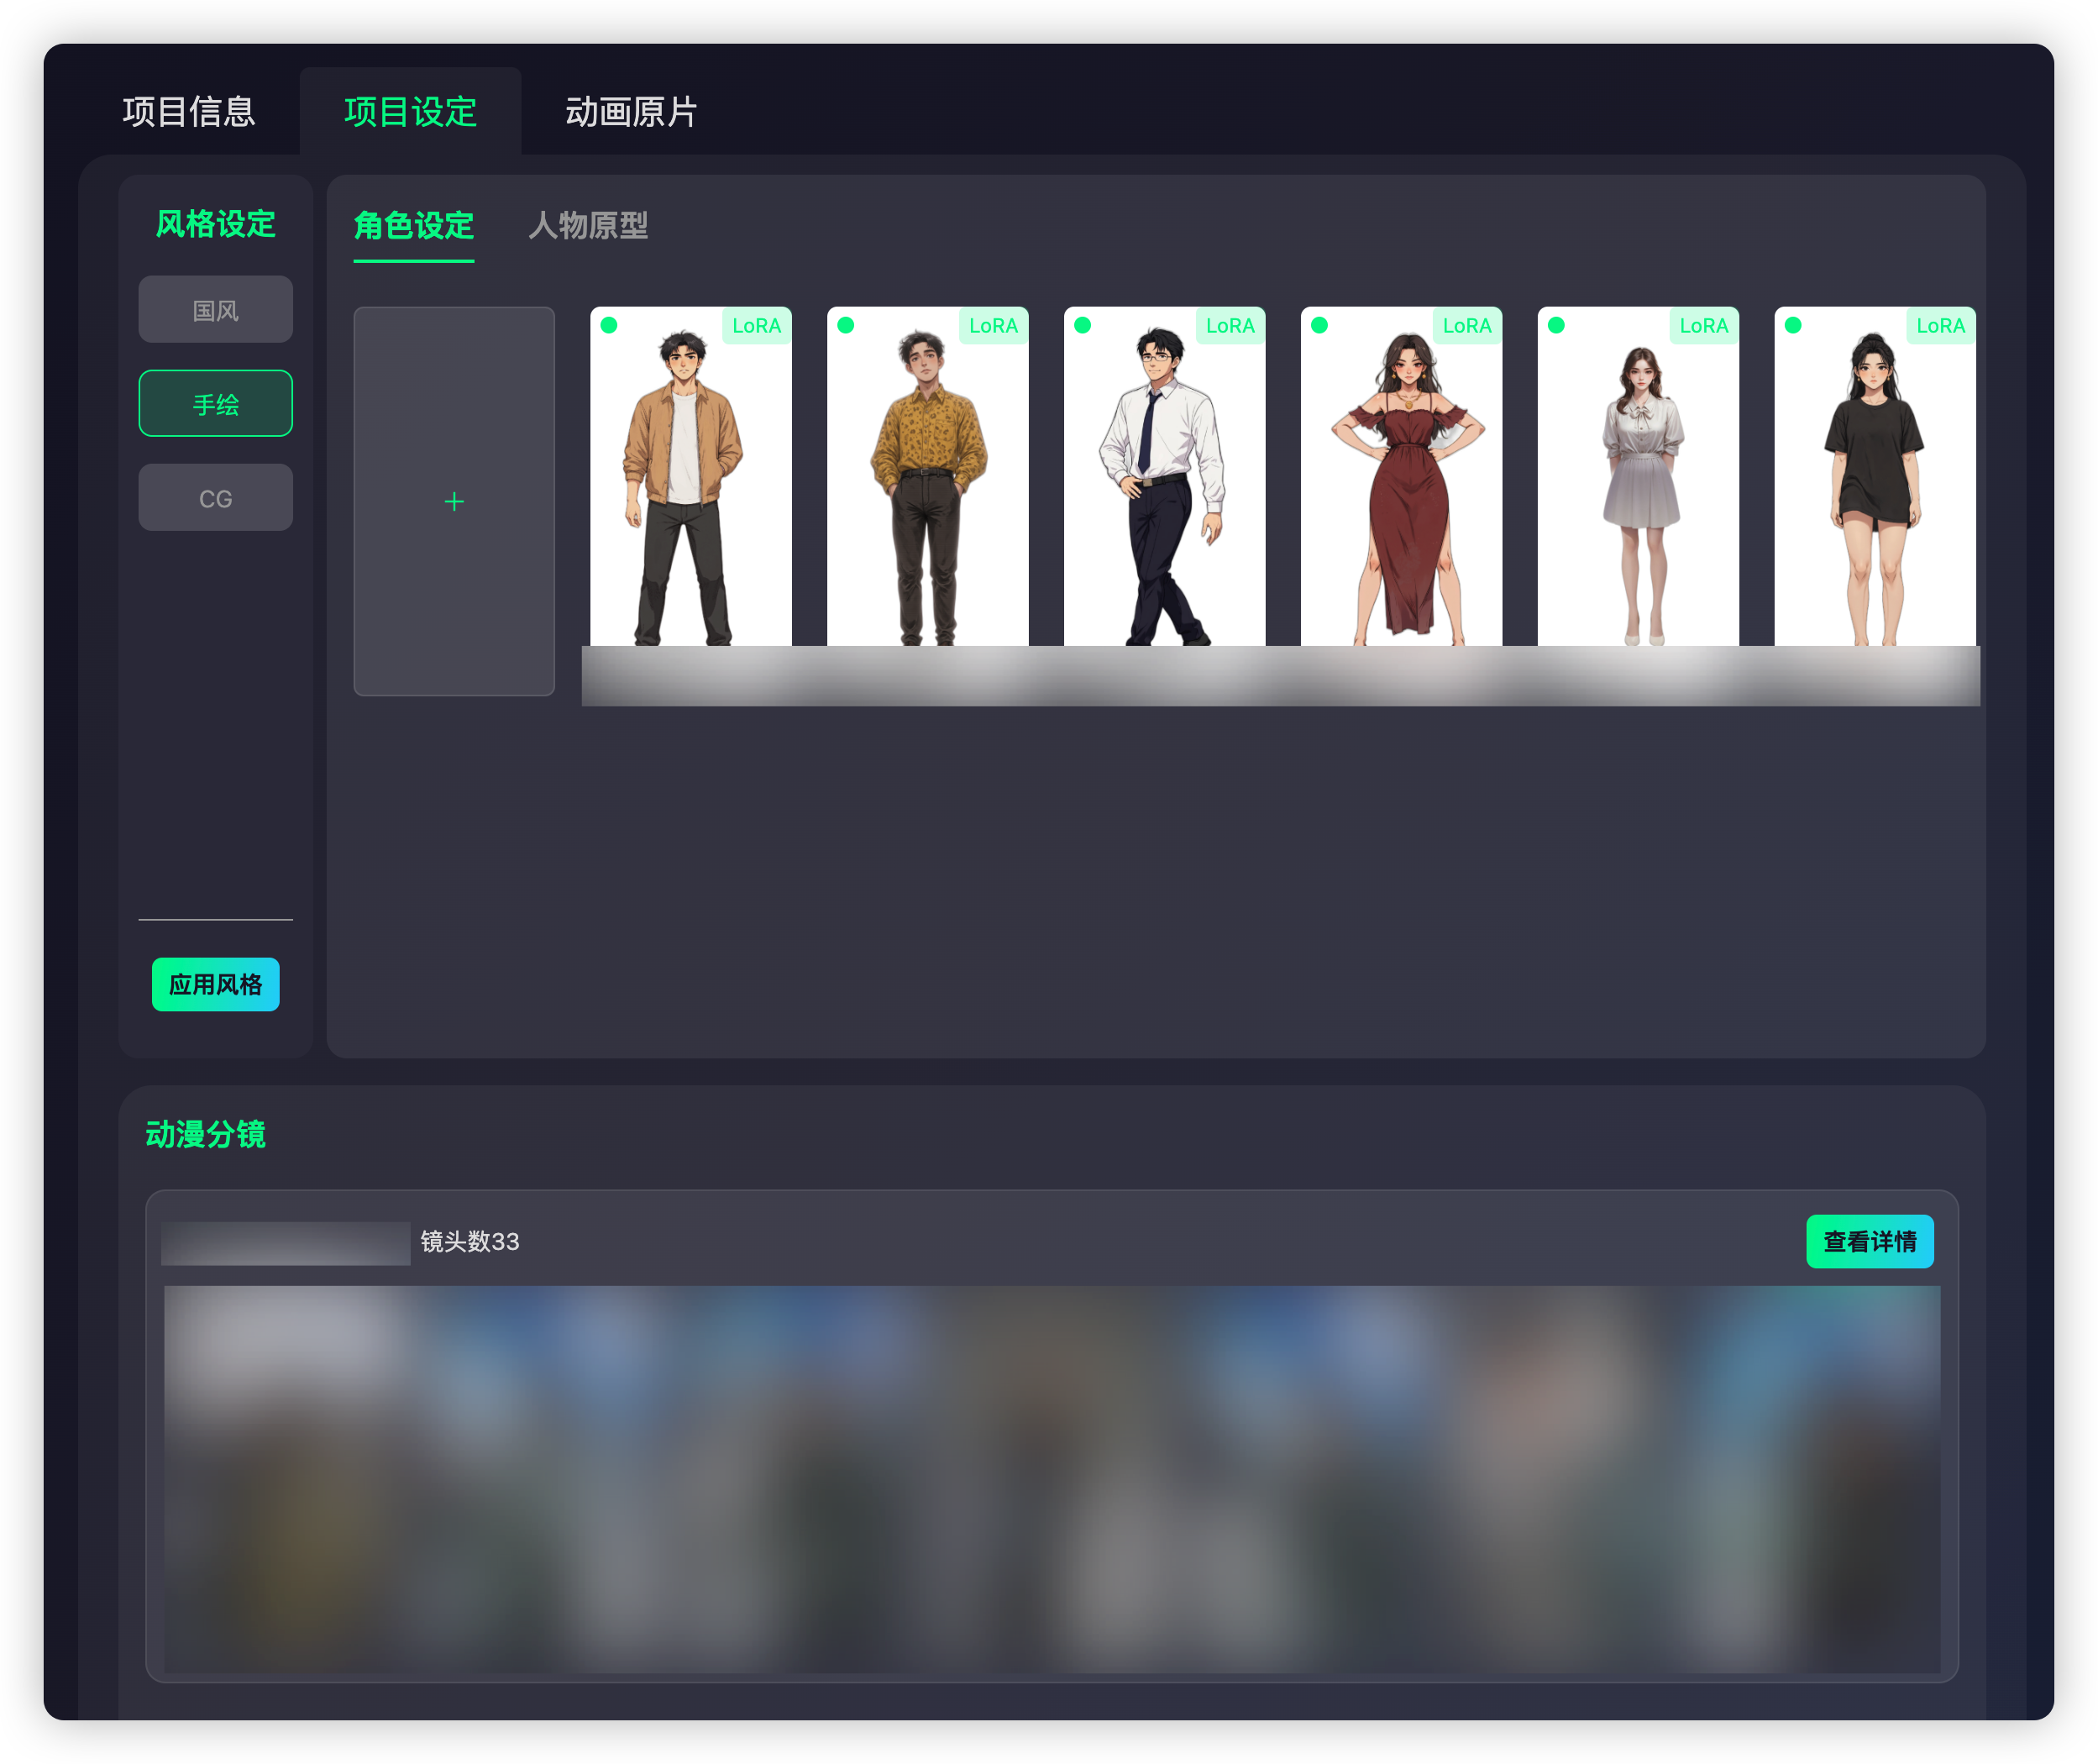 项目信息 项目设定 动画原片
风格设定
国风
手绘
CG
应用风格
角色设定 人物原型
+
LoRA
LoRA
LoRA
LoRA
LoRA
LoRA
动漫分镜
镜头数33
查看详情